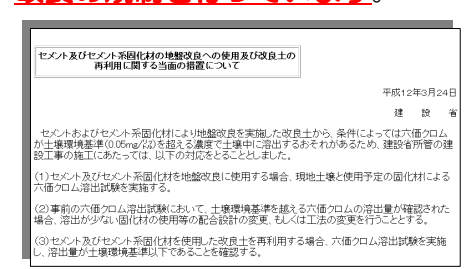 セメント及びセメント系固化材の地盤改良への使用及び改良土の
再利用に関する当面の措置について
平成12年3月24日
建 設 省
セメントおよびセメント系固化材により地盤改良を実施した改良土から、条件によっては六価クロム
が土壌環境基準(0.05mg/㍑)を超える濃度で土壌中に溶出するおそれがあるため、建設省所管の建
設工事の施工にあたっては、以下の対応をとることとしました。
(1)セメント及びセメント系固化材を地盤改良に使用する場合、現地土壌と使用予定の固化材による
六価クロム溶出試験を実施する。
(2)事前の六価クロム溶出試験において、土壌環境基準を超える六価クロムの溶出量が確認された
場合、溶出が少ない固化材の使用等の配合設計の変更、もしくは工法の変更を行うこととする。
(3)セメント及びセメント系固化材を使用した改良土を再利用する場合、六価クロム溶出試験を実施
し、溶出量が土壌環境基準以下であることを確認する。